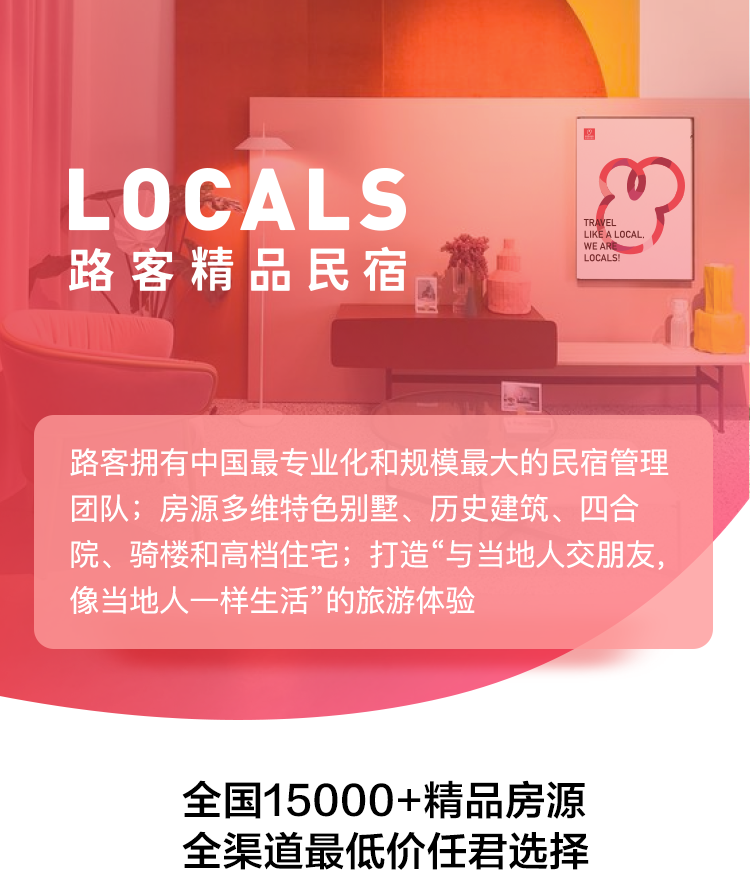 LOCALS
路客精品民宿
TRAVEL
LIKE A LOCAL.
WE ARE
LOCALS!
路客拥有中国最专业化和规模最大的民宿管理
团队；房源多维特色别墅、历史建筑、四合
院、骑楼和高档住宅；打造“与当地人交朋友，
像当地人一样生活”的旅游体验
全国15000+精品房源
全渠道最低价任君选择